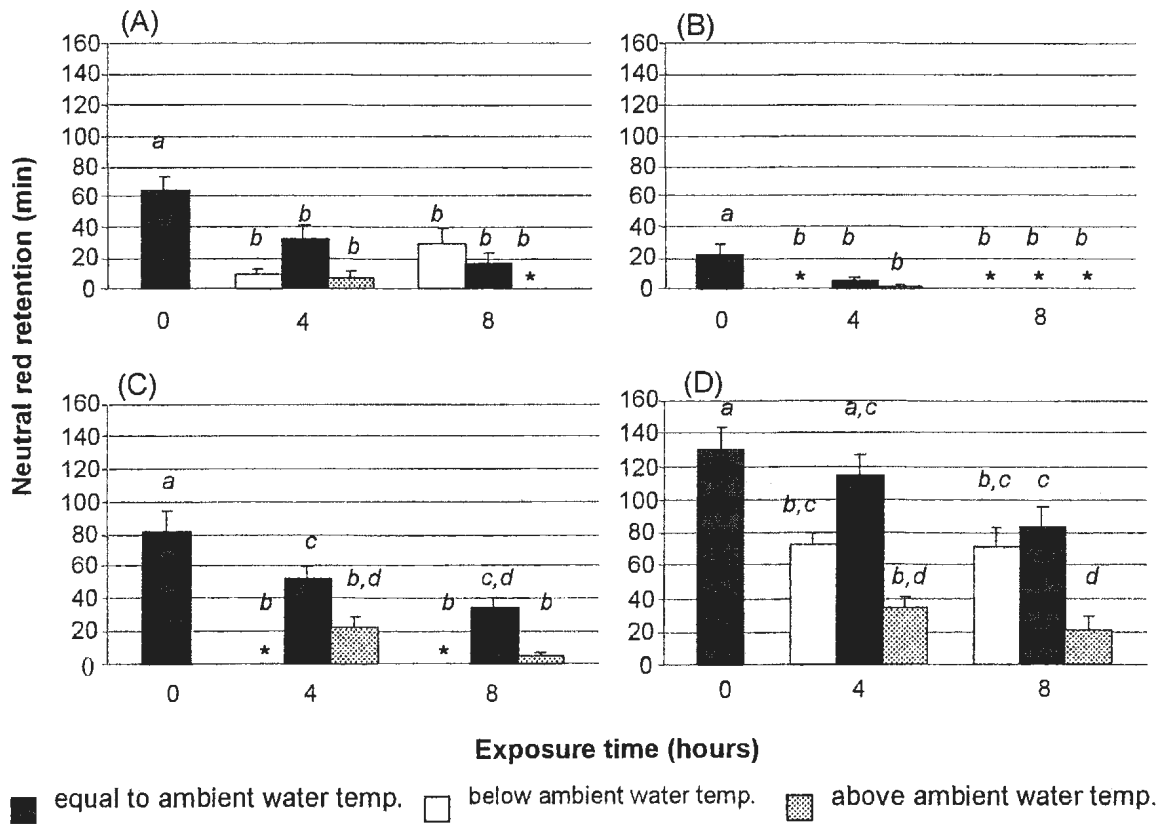 (A)
160
140
120
100
80
60
40
20
0
a
b
b
b
b
b
b
*
0
4
8
(B)
160
140
120
100
80
60
40
20
0
a
b
b
b
b
b
b
*
*
*
*
0
4
8
(C)
160
140
120
100
80
60
40
20
0
a
b
c
b,d
b
c,d
b
*
*
0
4
8
(D)
160
140
120
100
80
60
40
20
0
a
b,c
a,c
b,d
b,c
c
d
0
4
8
Neutral red retention (min)
Exposure time (hours)
equal to ambient water temp.
below ambient water temp.
above ambient water temp.